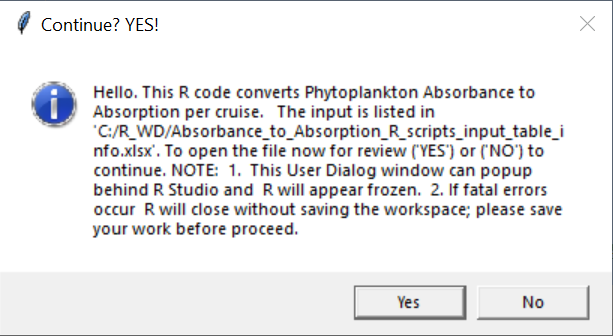 Continue? YES!
Hello. This R code converts Phytoplankton Absorbance to
Absorption per cruise.   The input is listed in
'C:/R_WD/Absorbance_to_Absorption_R_scripts_input_table_i
nfo.xlsx'. To open the file now for review ('YES') or ('NO') to
continue. NOTE:  1.  This User Dialog window can popup
behind R Studio and  R will appear frozen.  2. If fatal errors
occur  R will close without saving the workspace; please save
your work before proceed.
Yes No